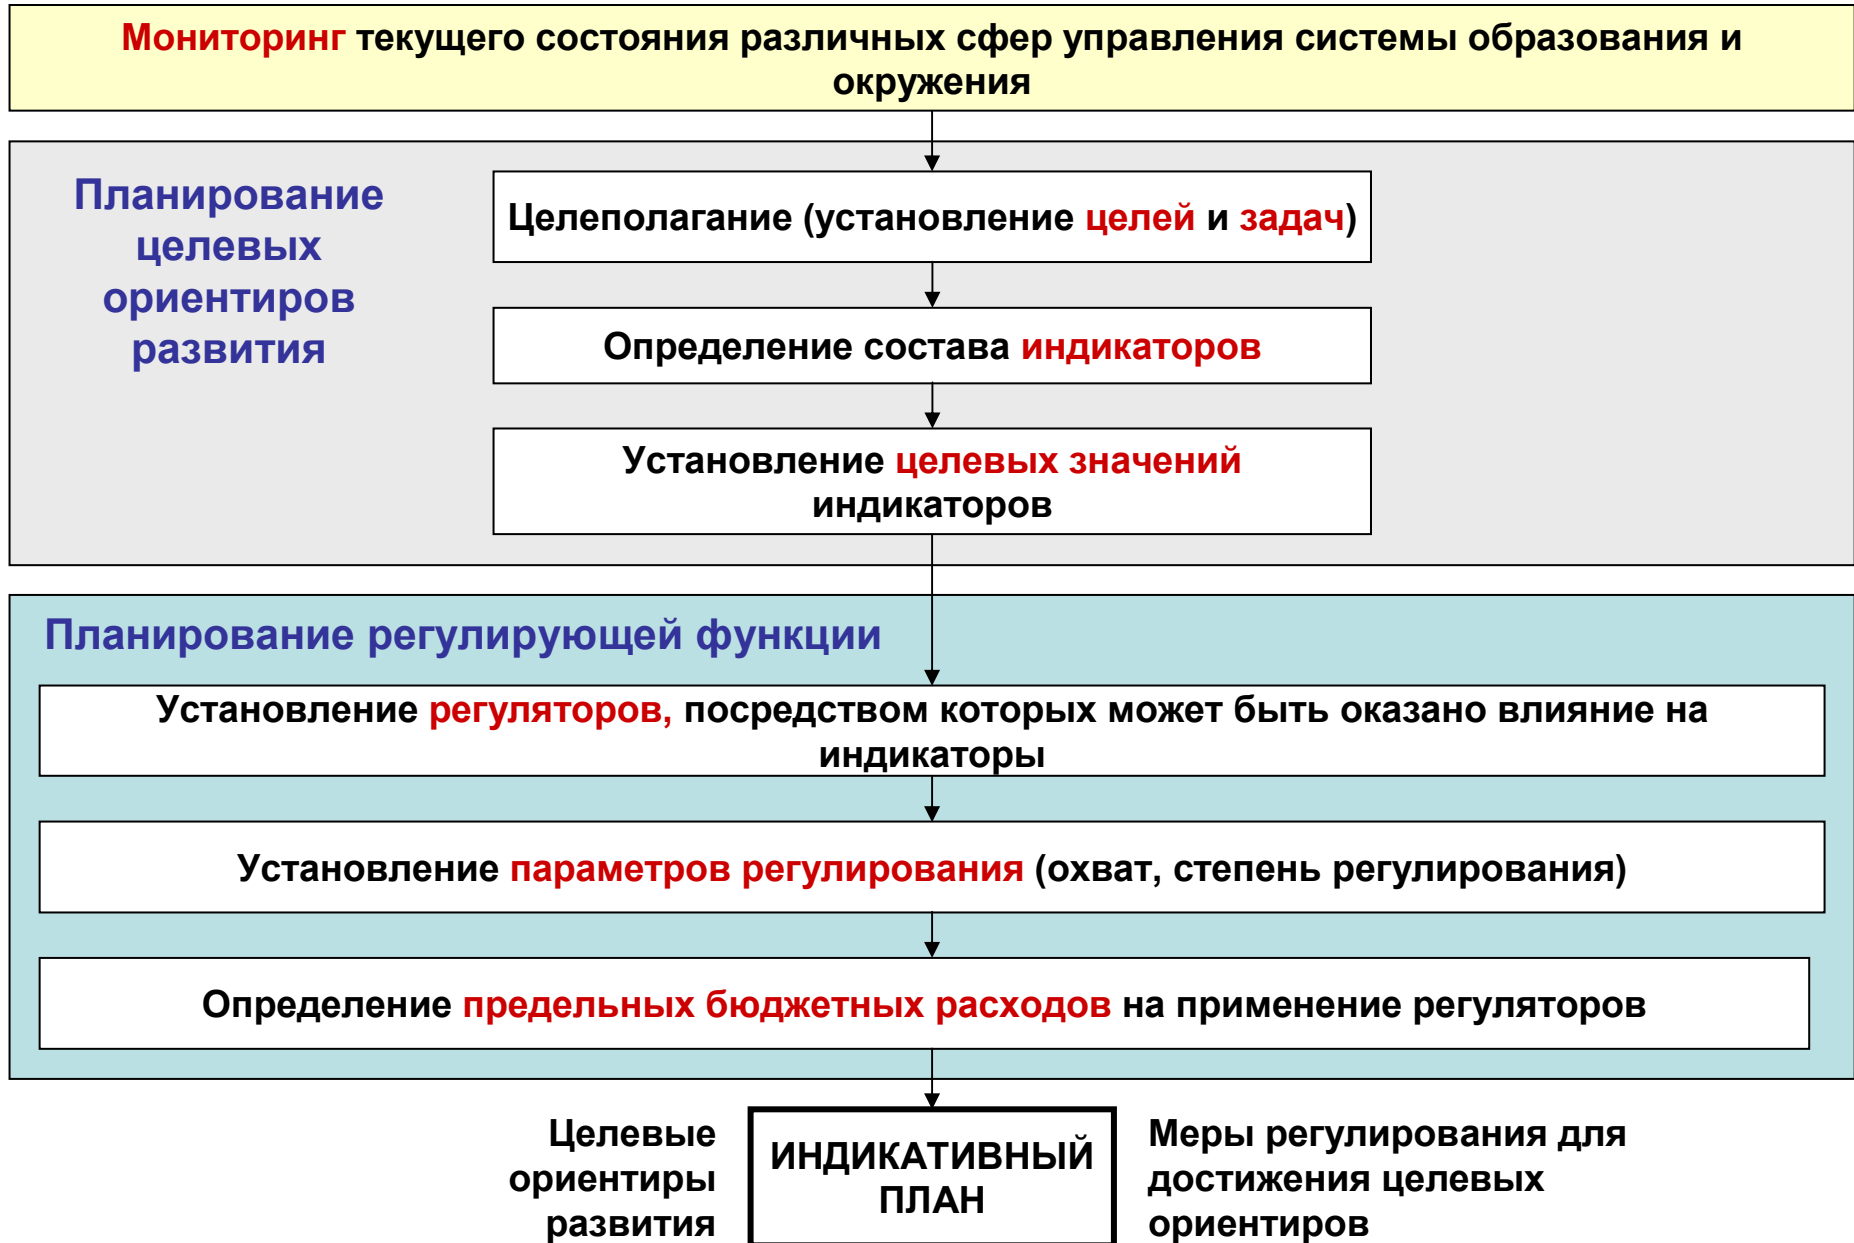 Мониторинг текущего состояния различных сфер управления системы образования и
окружения
Планирование
целевых
ориентиров
развития
Целеполагание (установление целей и задач)
Определение состава индикаторов
Установление целевых значений
индикаторов
Планирование регулирующей функции
Установление регуляторов, посредством которых может быть оказано влияние на
индикаторы
Установление параметров регулирования (охват, степень регулирования)
Определение предельных бюджетных расходов на применение регуляторов
Целевые
ориентиры
развития
ИНДИКАТИВНЫЙ
ПЛАН
Меры регулирования для
достижения целевых
ориентиров